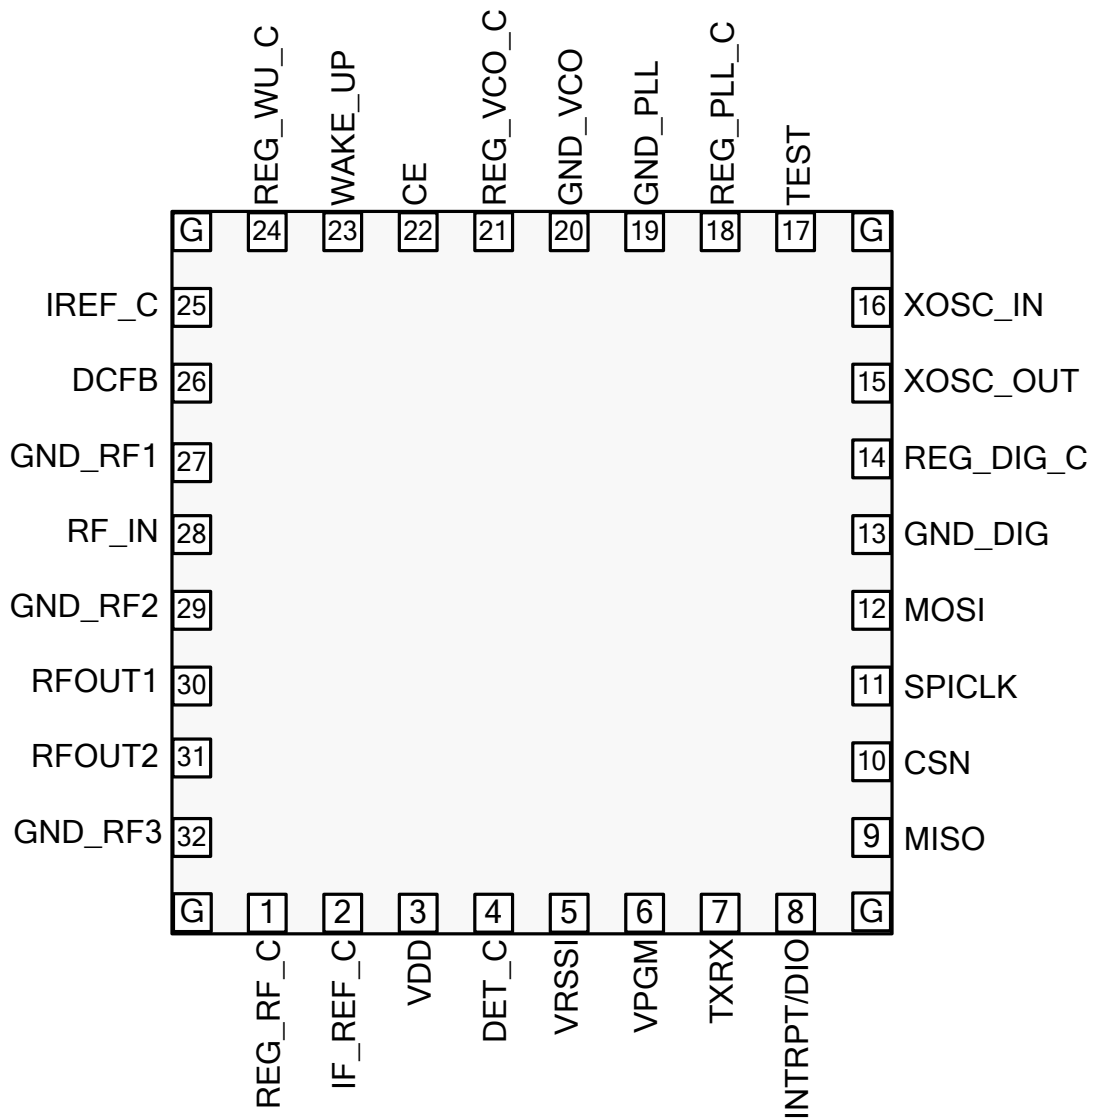 REG_WU_C
WAKE_UP
CE
REG_VCO_C
GND_VCO
GND_PLL
REG_PLL_C
TEST
G 24 23 22 21 20 19 18 17 G
IREF_C 25 16 XOSC_IN
DCFB 26 15 XOSC_OUT
GND_RF1 27 14 REG_DIG_C
RF_IN 28 13 GND_DIG
GND_RF2 29 12 MOSI
RFOUT1 30 11 SPICLK
RFOUT2 31 10 CSN
GND_RF3 32 9 MISO
G 1 2 3 4 5 6 7 8 G
REG_RF_C
IF_REF_C
VDD
DET_C
VRSSI
VPGM
TXRX
INTRPT/DIO